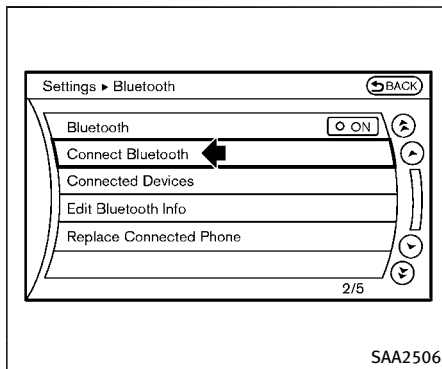 Settings ▸ Bluetooth
BACK
Bluetooth
ON
Connect Bluetooth
Connected Devices
Edit Bluetooth Info
Replace Connected Phone
2/5
SAA2506